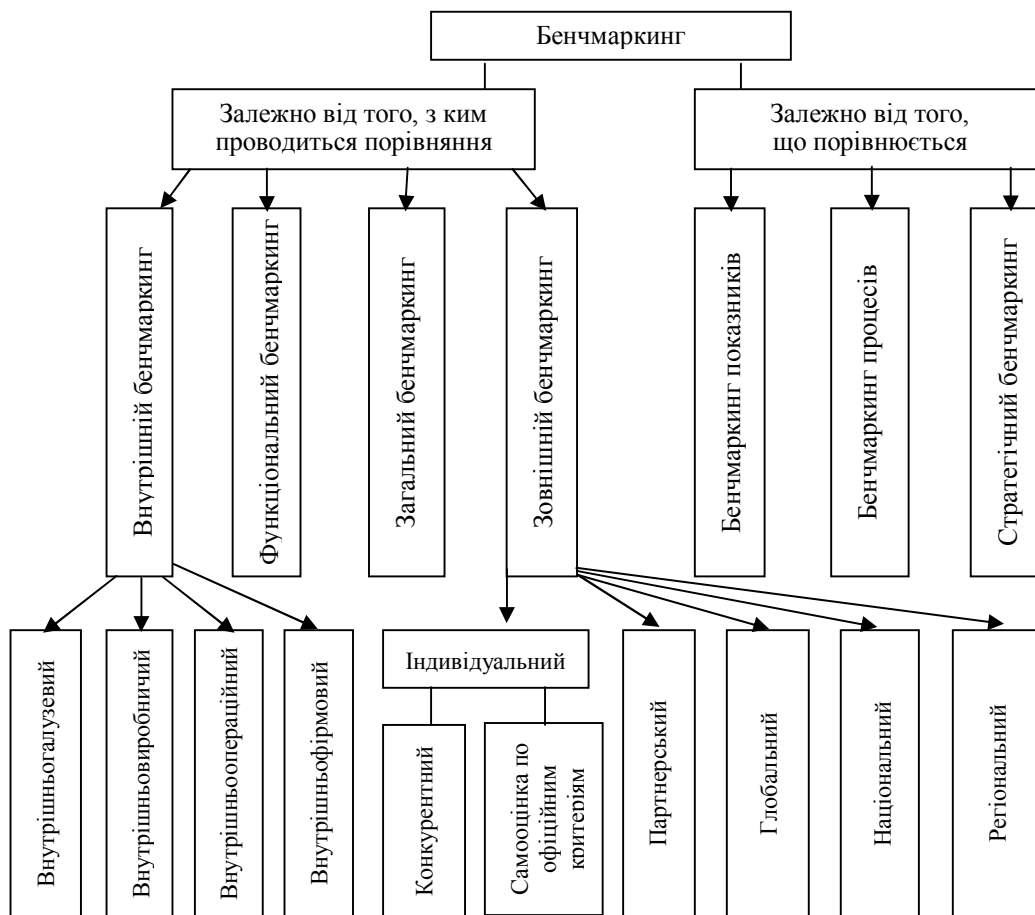 Бенчмаркинг
Залежно від того, з ким
проводиться порівняння
Залежно від того,
що порівнюється
Внутрішній бенчмаркинг
Функціональний бенчмаркинг
Загальний бенчмаркинг
Зовнішній бенчмаркинг
Бенчмаркинг показників
Бенчмаркинг процесів
Стратегічний бенчмаркинг
Внутрішньогалузевий
Внутрішньовиробничий
Внутрішньоопераційний
Внутрішньофірмовий
Індивідуальний
Конкурентний
Самооцінка по
офіційним
критеріям
Партнерський
Глобальний
Національний
Регіональний